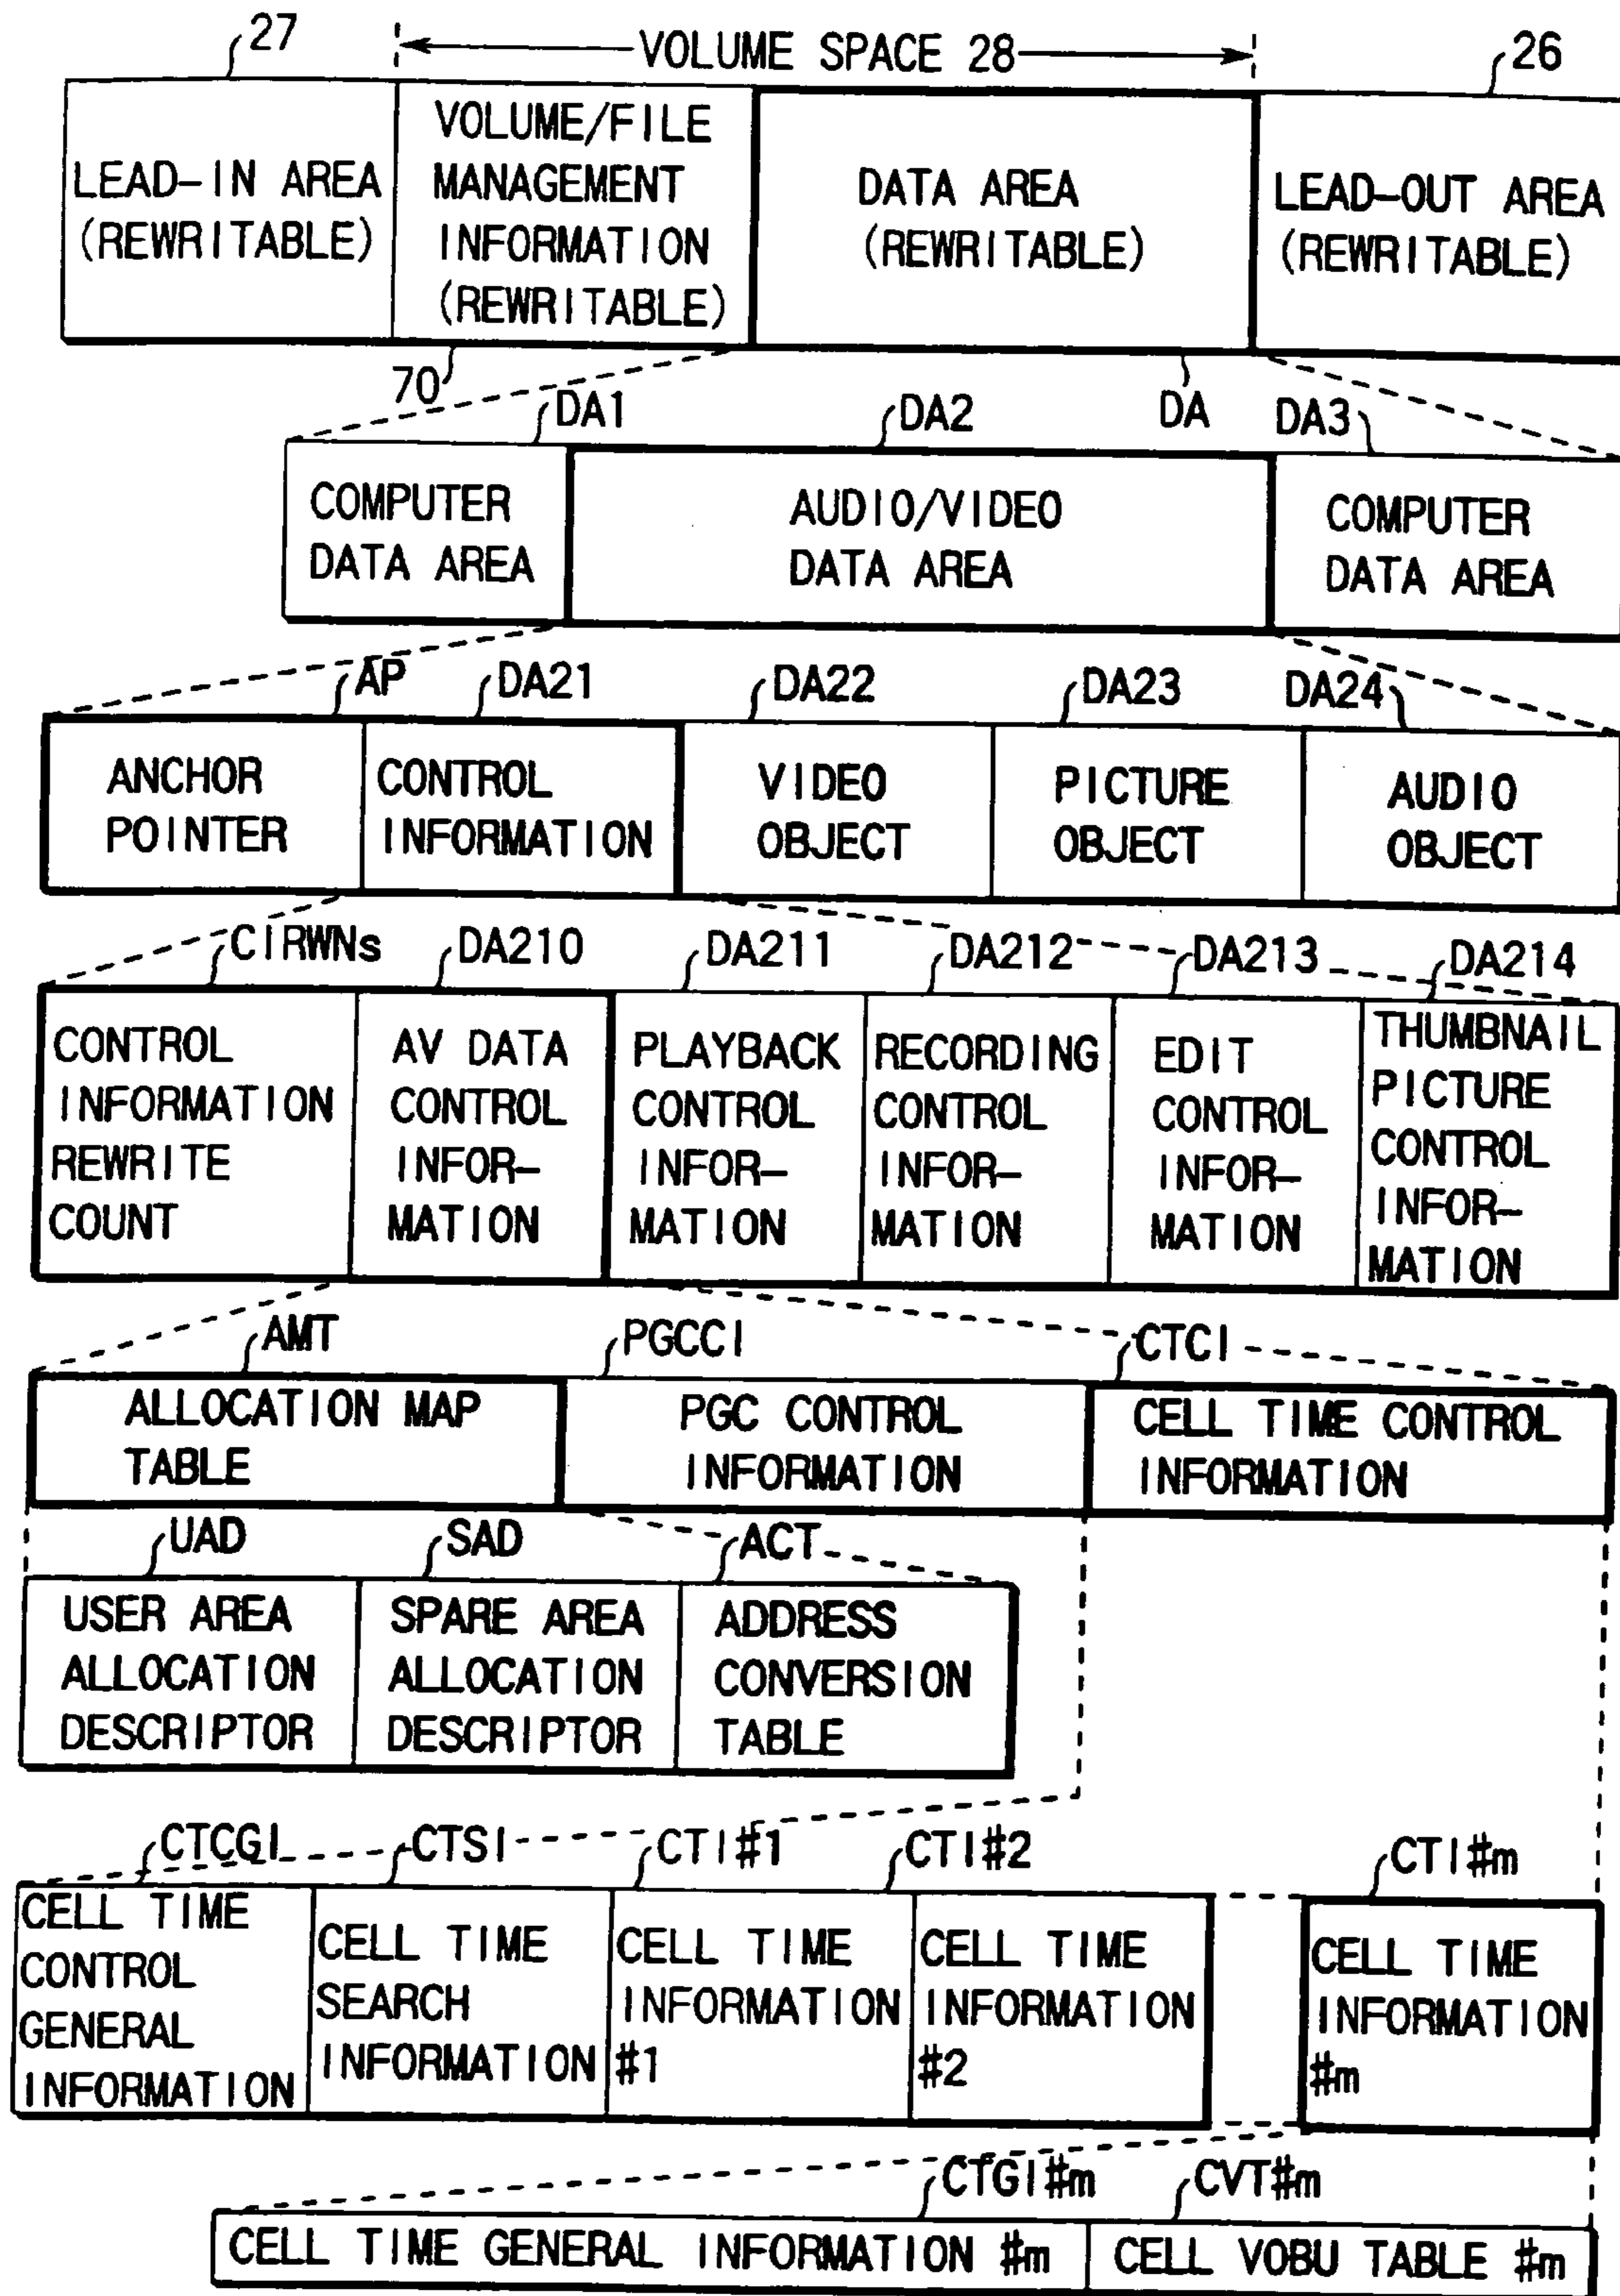 27
VOLUME SPACE 28
26
LEAD-IN AREA
(REWRITABLE)
VOLUME/FILE
MANAGEMENT
INFORMATION
(REWRITABLE)
DATA AREA
(REWRITABLE)
LEAD-OUT AREA
(REWRITABLE)
70
DA1
DA2
DA
DA3
COMPUTER
DATA AREA
AUDIO/VIDEO
DATA AREA
COMPUTER
DATA AREA
AP
DA21
DA22
DA23
DA24
ANCHOR
POINTER
CONTROL
INFORMATION
VIDEO
OBJECT
PICTURE
OBJECT
AUDIO
OBJECT
CIRWNs
DA210
DA211
DA212
DA213
DA214
CONTROL
INFORMATION
REWRITE
COUNT
AV DATA
CONTROL
INFOR-
MATION
PLAYBACK
CONTROL
INFOR-
MATION
RECORDING
CONTROL
INFOR-
MATION
EDIT
CONTROL
INFOR-
MATION
THUMBNAIL
PICTURE
CONTROL
INFOR-
MATION
AMT
PGCCI
CTCI
ALLOCATION MAP
TABLE
PGC CONTROL
INFORMATION
CELL TIME CONTROL
INFORMATION
UAD
SAD
ACT
USER AREA
ALLOCATION
DESCRIPTOR
SPARE AREA
ALLOCATION
DESCRIPTOR
ADDRESS
CONVERSION
TABLE
CTCGI
CTSI
CTI#1
CTI#2
CTI#m
CELL TIME
CONTROL
GENERAL
INFORMATION
CELL TIME
SEARCH
INFORMATION
CELL TIME
INFORMATION
#1
CELL TIME
INFORMATION
#2
CELL TIME
INFORMATION
#m
CTGI#m
CVT#m
CELL TIME GENERAL INFORMATION #m
CELL VOBU TABLE #m